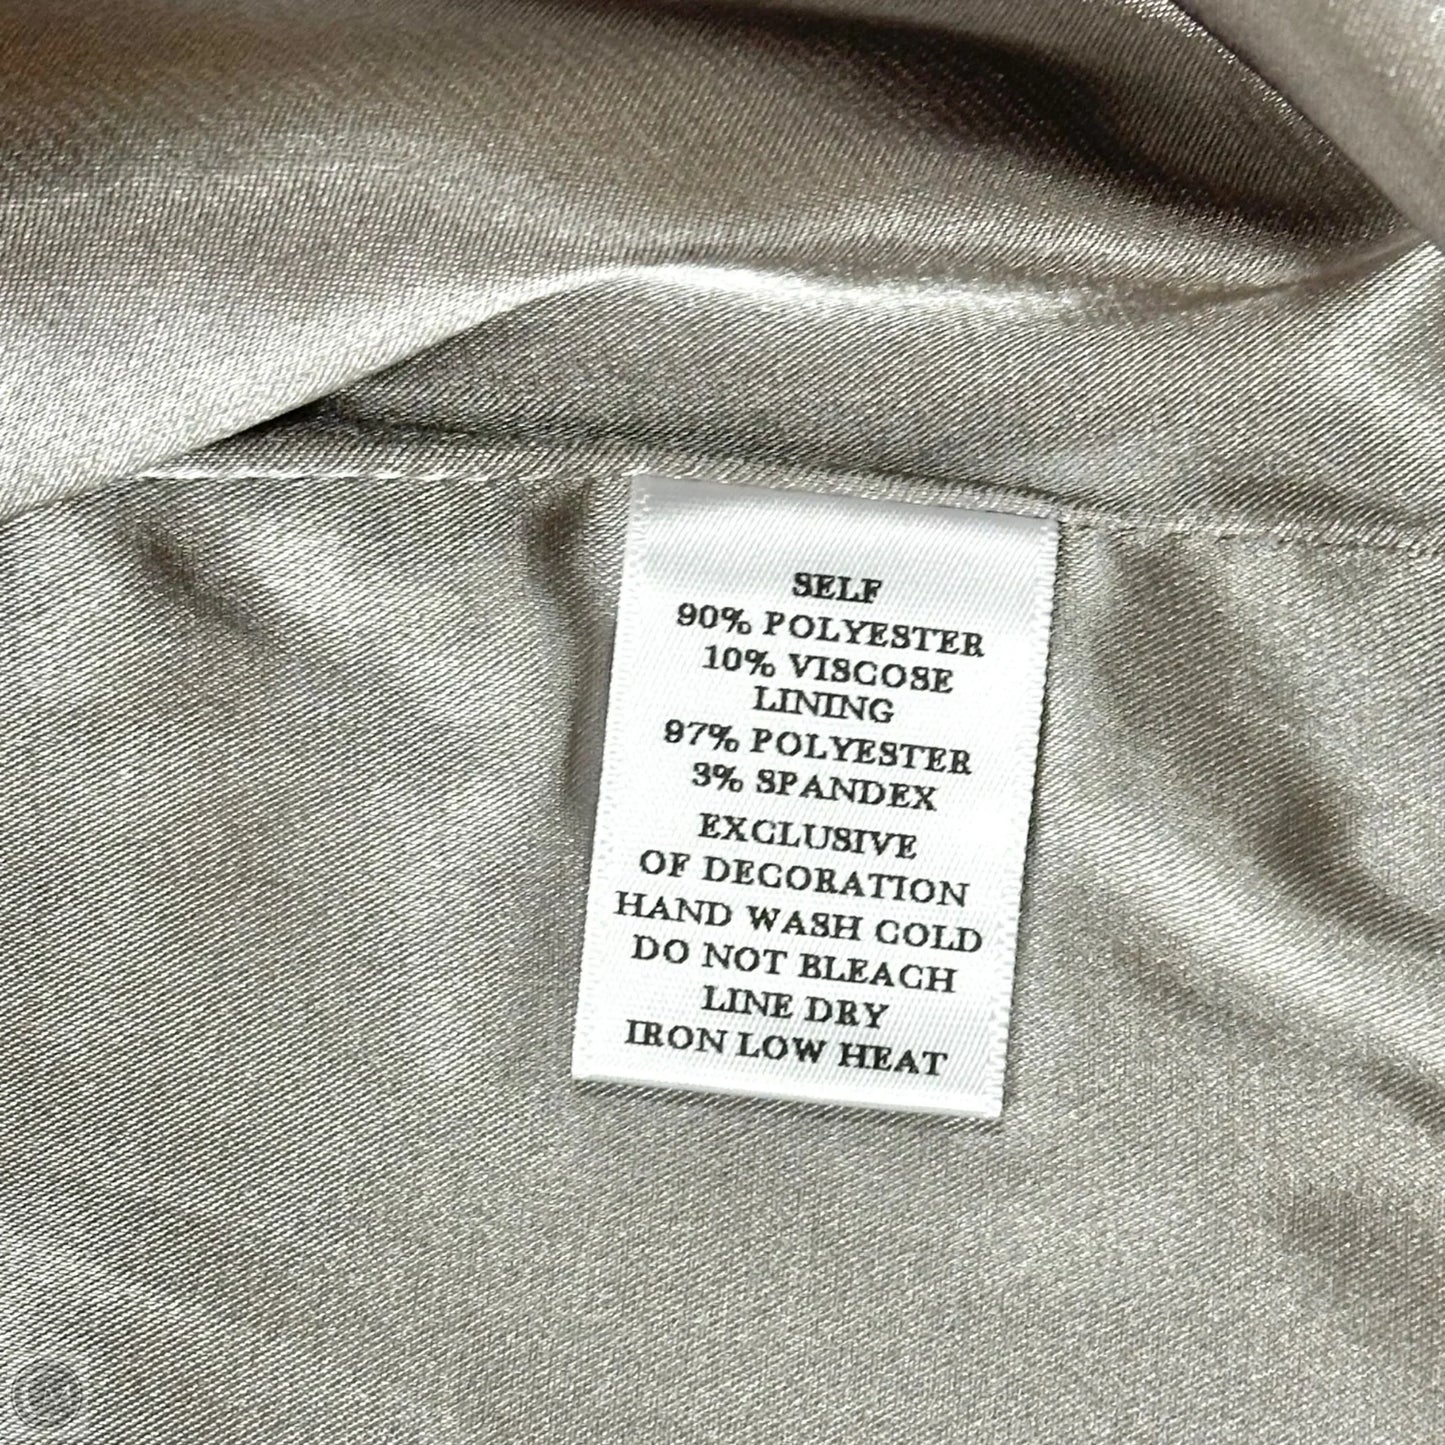 SELF
90% POLYESTER
10% VISCOSE
LINING
97% POLYESTER
3% SPANDEX
EXCLUSIVE
OF DECORATION
HAND WASH COLD
DO NOT BLEACH
LINE DRY
IRON LOW HEAT